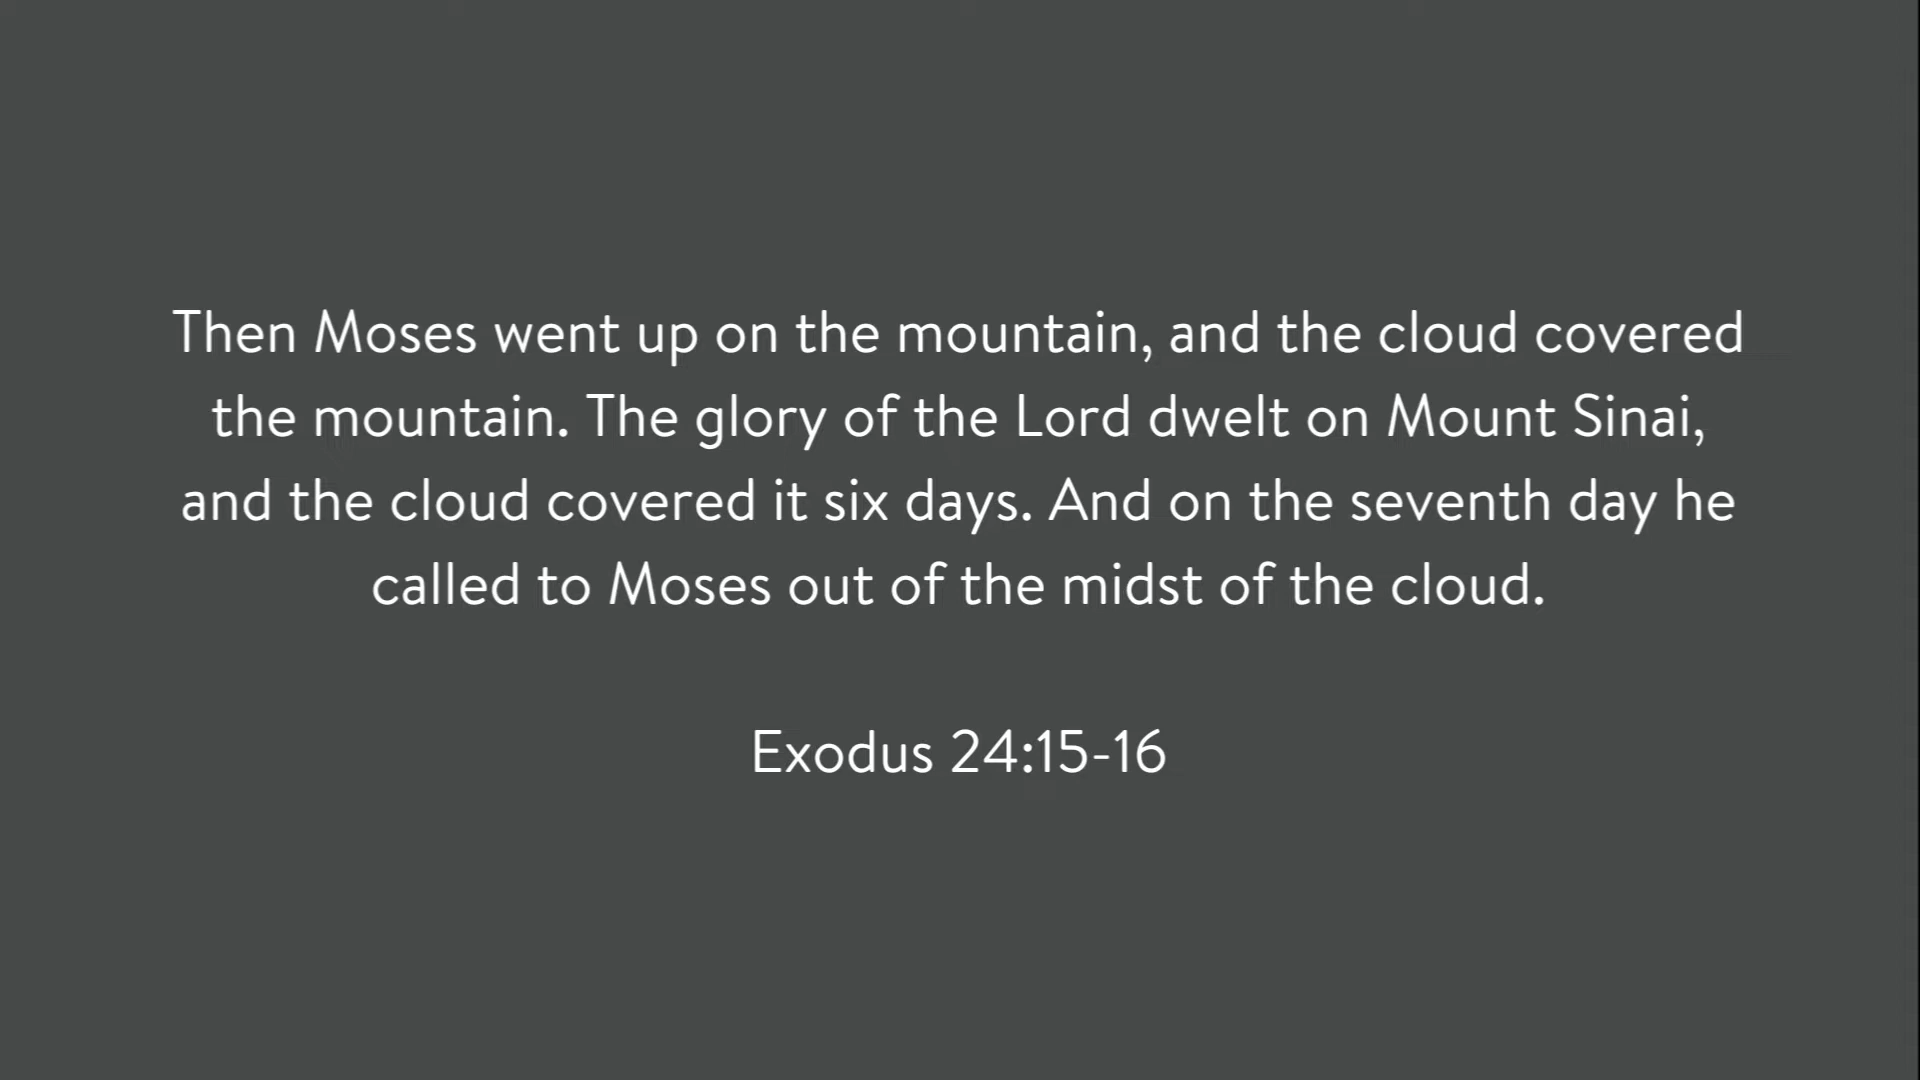 Then Moses went up on the mountain, and the cloud covered
the mountain. The glory of the Lord dwelt on Mount Sinai,
and the cloud covered it six days. And on the seventh day he
called to Moses out of the midst of the cloud.
Exodus 24:15-16